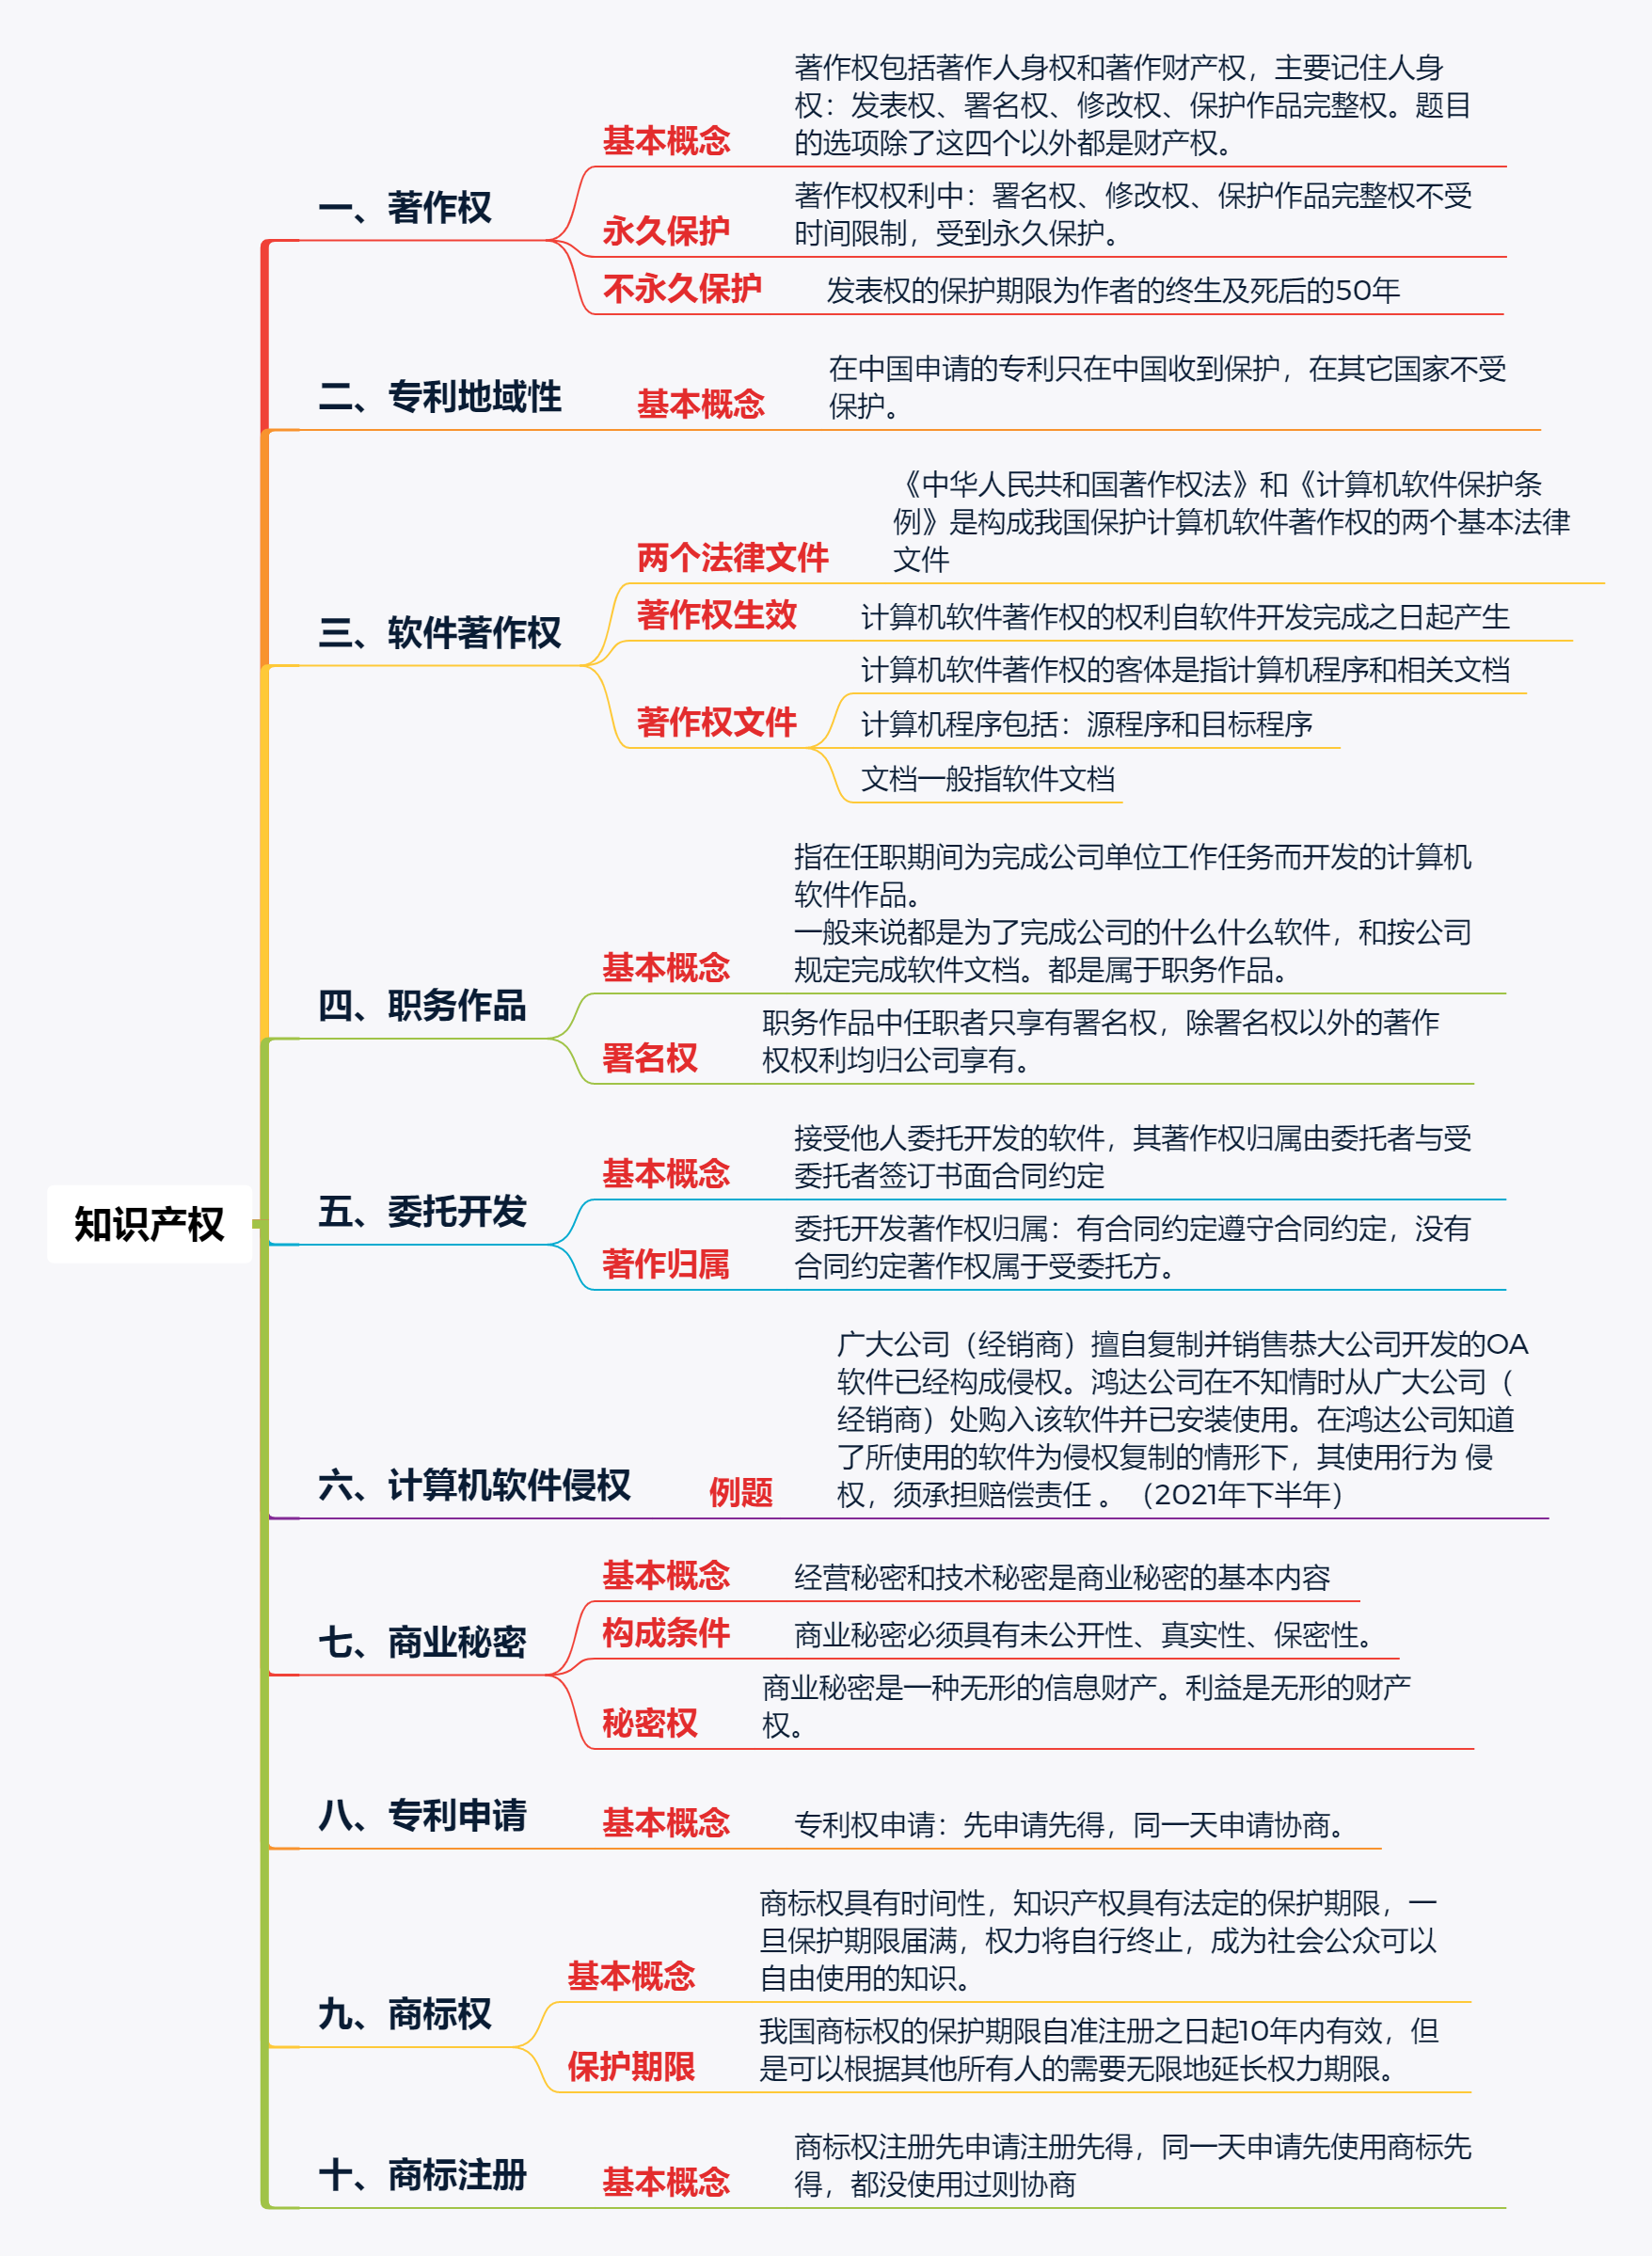 知识产权
一、著作权
基本概念
著作权包括著作人身权和著作财产权，主要记住人身
权：发表权、署名权、修改权、保护作品完整权。题目
的选项除了这四个以外都是财产权。
永久保护
著作权权利中：署名权、修改权、保护作品完整权不受
时间限制，受到永久保护。
不永久保护
发表权的保护期限为作者的终生及死后的50年
二、专利地域性
基本概念
在中国申请的专利只在中国收到保护，在其它国家不受
保护。
三、软件著作权
两个法律文件
《中华人民共和国著作权法》和《计算机软件保护条
例》是构成我国保护计算机软件著作权的两个基本法律
文件
著作权生效
计算机软件著作权的权利自软件开发完成之日起产生
著作权文件
计算机软件著作权的客体是指计算机程序和相关文档
计算机程序包括：源程序和目标程序
文档一般指软件文档
四、职务作品
基本概念
指在任职期间为完成公司单位工作任务而开发的计算机
软件作品。
一般来说都是为了完成公司的什么什么软件，和按公司
规定完成软件文档。都是属于职务作品。
署名权
职务作品中任职者只享有署名权，除署名权以外的著作
权权利均归公司享有。
五、委托开发
基本概念
接受他人委托开发的软件，其著作权归属由委托者与受
委托者签订书面合同约定
著作归属
委托开发著作权归属：有合同约定遵守合同约定，没有
合同约定著作权属于受委托方。
六、计算机软件侵权
例题
广大公司（经销商）擅自复制并销售恭大公司开发的OA
软件已经构成侵权。鸿达公司在不知情时从广大公司（
经销商）处购入该软件并已安装使用。在鸿达公司知道
了所使用的软件为侵权复制的情形下，其使用行为 侵
权，须承担赔偿责任 。（2021年下半年）
七、商业秘密
基本概念
经营秘密和技术秘密是商业秘密的基本内容
构成条件
商业秘密必须具有未公开性、真实性、保密性。
秘密权
商业秘密是一种无形的信息财产。利益是无形的财产
权。
八、专利申请
基本概念
专利权申请：先申请先得，同一天申请协商。
九、商标权
基本概念
商标权具有时间性，知识产权具有法定的保护期限，一
旦保护期限届满，权力将自行终止，成为社会公众可以
自由使用的知识。
保护期限
我国商标权的保护期限自准注册之日起10年内有效，但
是可以根据其他所有人的需要无限地延长权力期限。
十、商标注册
基本概念
商标权注册先申请注册先得，同一天申请先使用商标先
得，都没使用过则协商